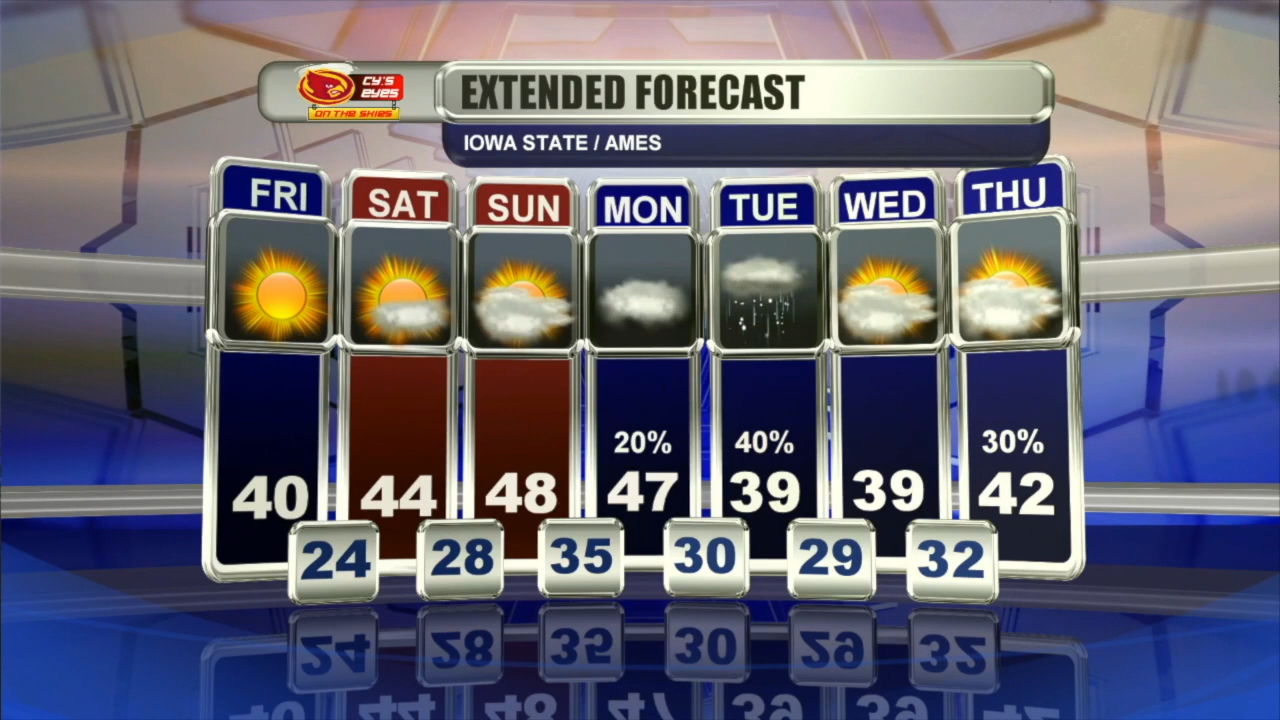 CY'S
EYES
ON THE SKIES
EXTENDED FORECAST
IOWA STATE / AMES
FRI SAT SUN MON TUE WED THU
20% 40% 30%
40 44 48 47 39 39 42
24 28 35 30 29 32